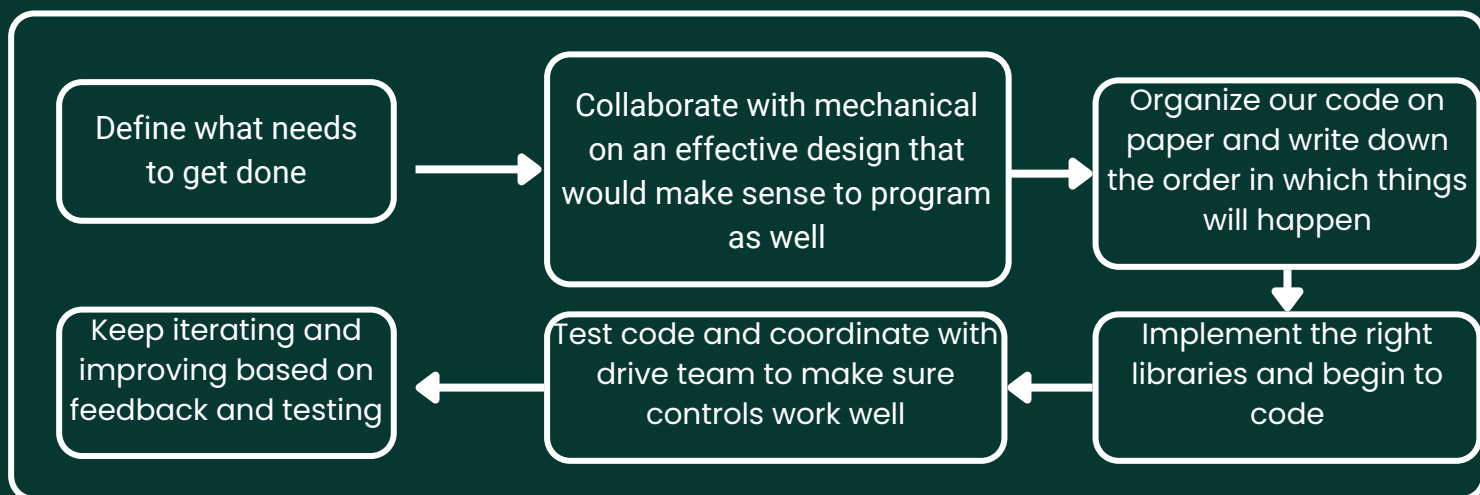 Define what needs
to get done
Collaborate with mechanical
on an effective design that
would make sense to program
as well
Organize our code on
paper and write down
the order in which things
will happen
Implement the right
libraries and begin to
code
Test code and coordinate with
drive team to make sure
controls work well
Keep iterating and
improving based on
feedback and testing